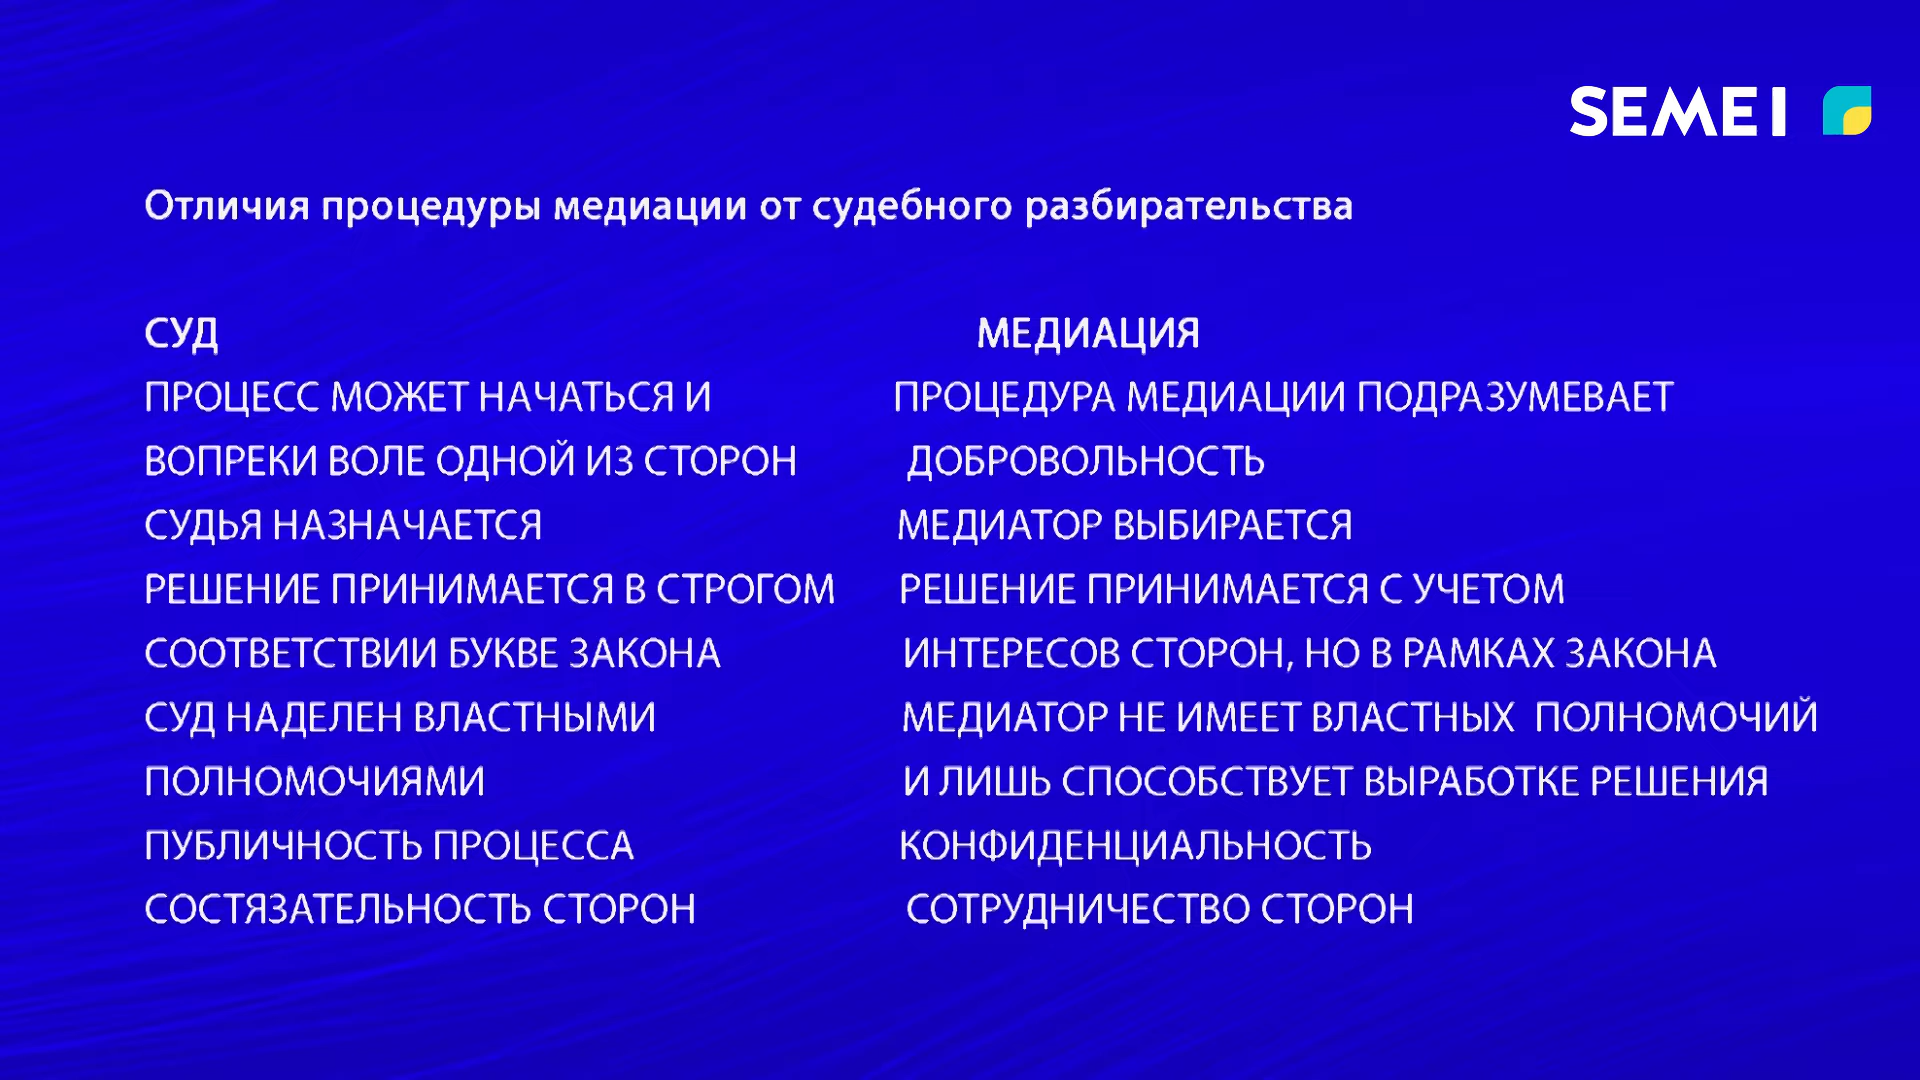 SEMEI
Отличия процедуры медиации от судебного разбирательства
СУД МЕДИАЦИЯ
ПРОЦЕСС МОЖЕТ НАЧАТЬСЯ И ПРОЦЕДУРА МЕДИАЦИИ ПОДРАЗУМЕВАЕТ
ВОПРЕКИ ВОЛЕ ОДНОЙ ИЗ СТОРОН ДОБРОВОЛЬНОСТЬ
СУДЬЯ НАЗНАЧАЕТСЯ МЕДИАТОР ВЫБИРАЕТСЯ
РЕШЕНИЕ ПРИНИМАЕТСЯ В СТРОГОМ РЕШЕНИЕ ПРИНИМАЕТСЯ С УЧЕТОМ
СООТВЕТСТВИИ БУКВЕ ЗАКОНА ИНТЕРЕСОВ СТОРОН, НО В РАМКАХ ЗАКОНА
СУД НАДЕЛЕН ВЛАСТНЫМИ МЕДИАТОР НЕ ИМЕЕТ ВЛАСТНЫХ ПОЛНОМОЧИЙ
ПОЛНОМОЧИЯМИ И ЛИШЬ СПОСОБСТВУЕТ ВЫРАБОТКЕ РЕШЕНИЯ
ПУБЛИЧНОСТЬ ПРОЦЕССА КОНФИДЕНЦИАЛЬНОСТЬ
СОСТЯЗАТЕЛЬНОСТЬ СТОРОН СОТРУДНИЧЕСТВО СТОРОН